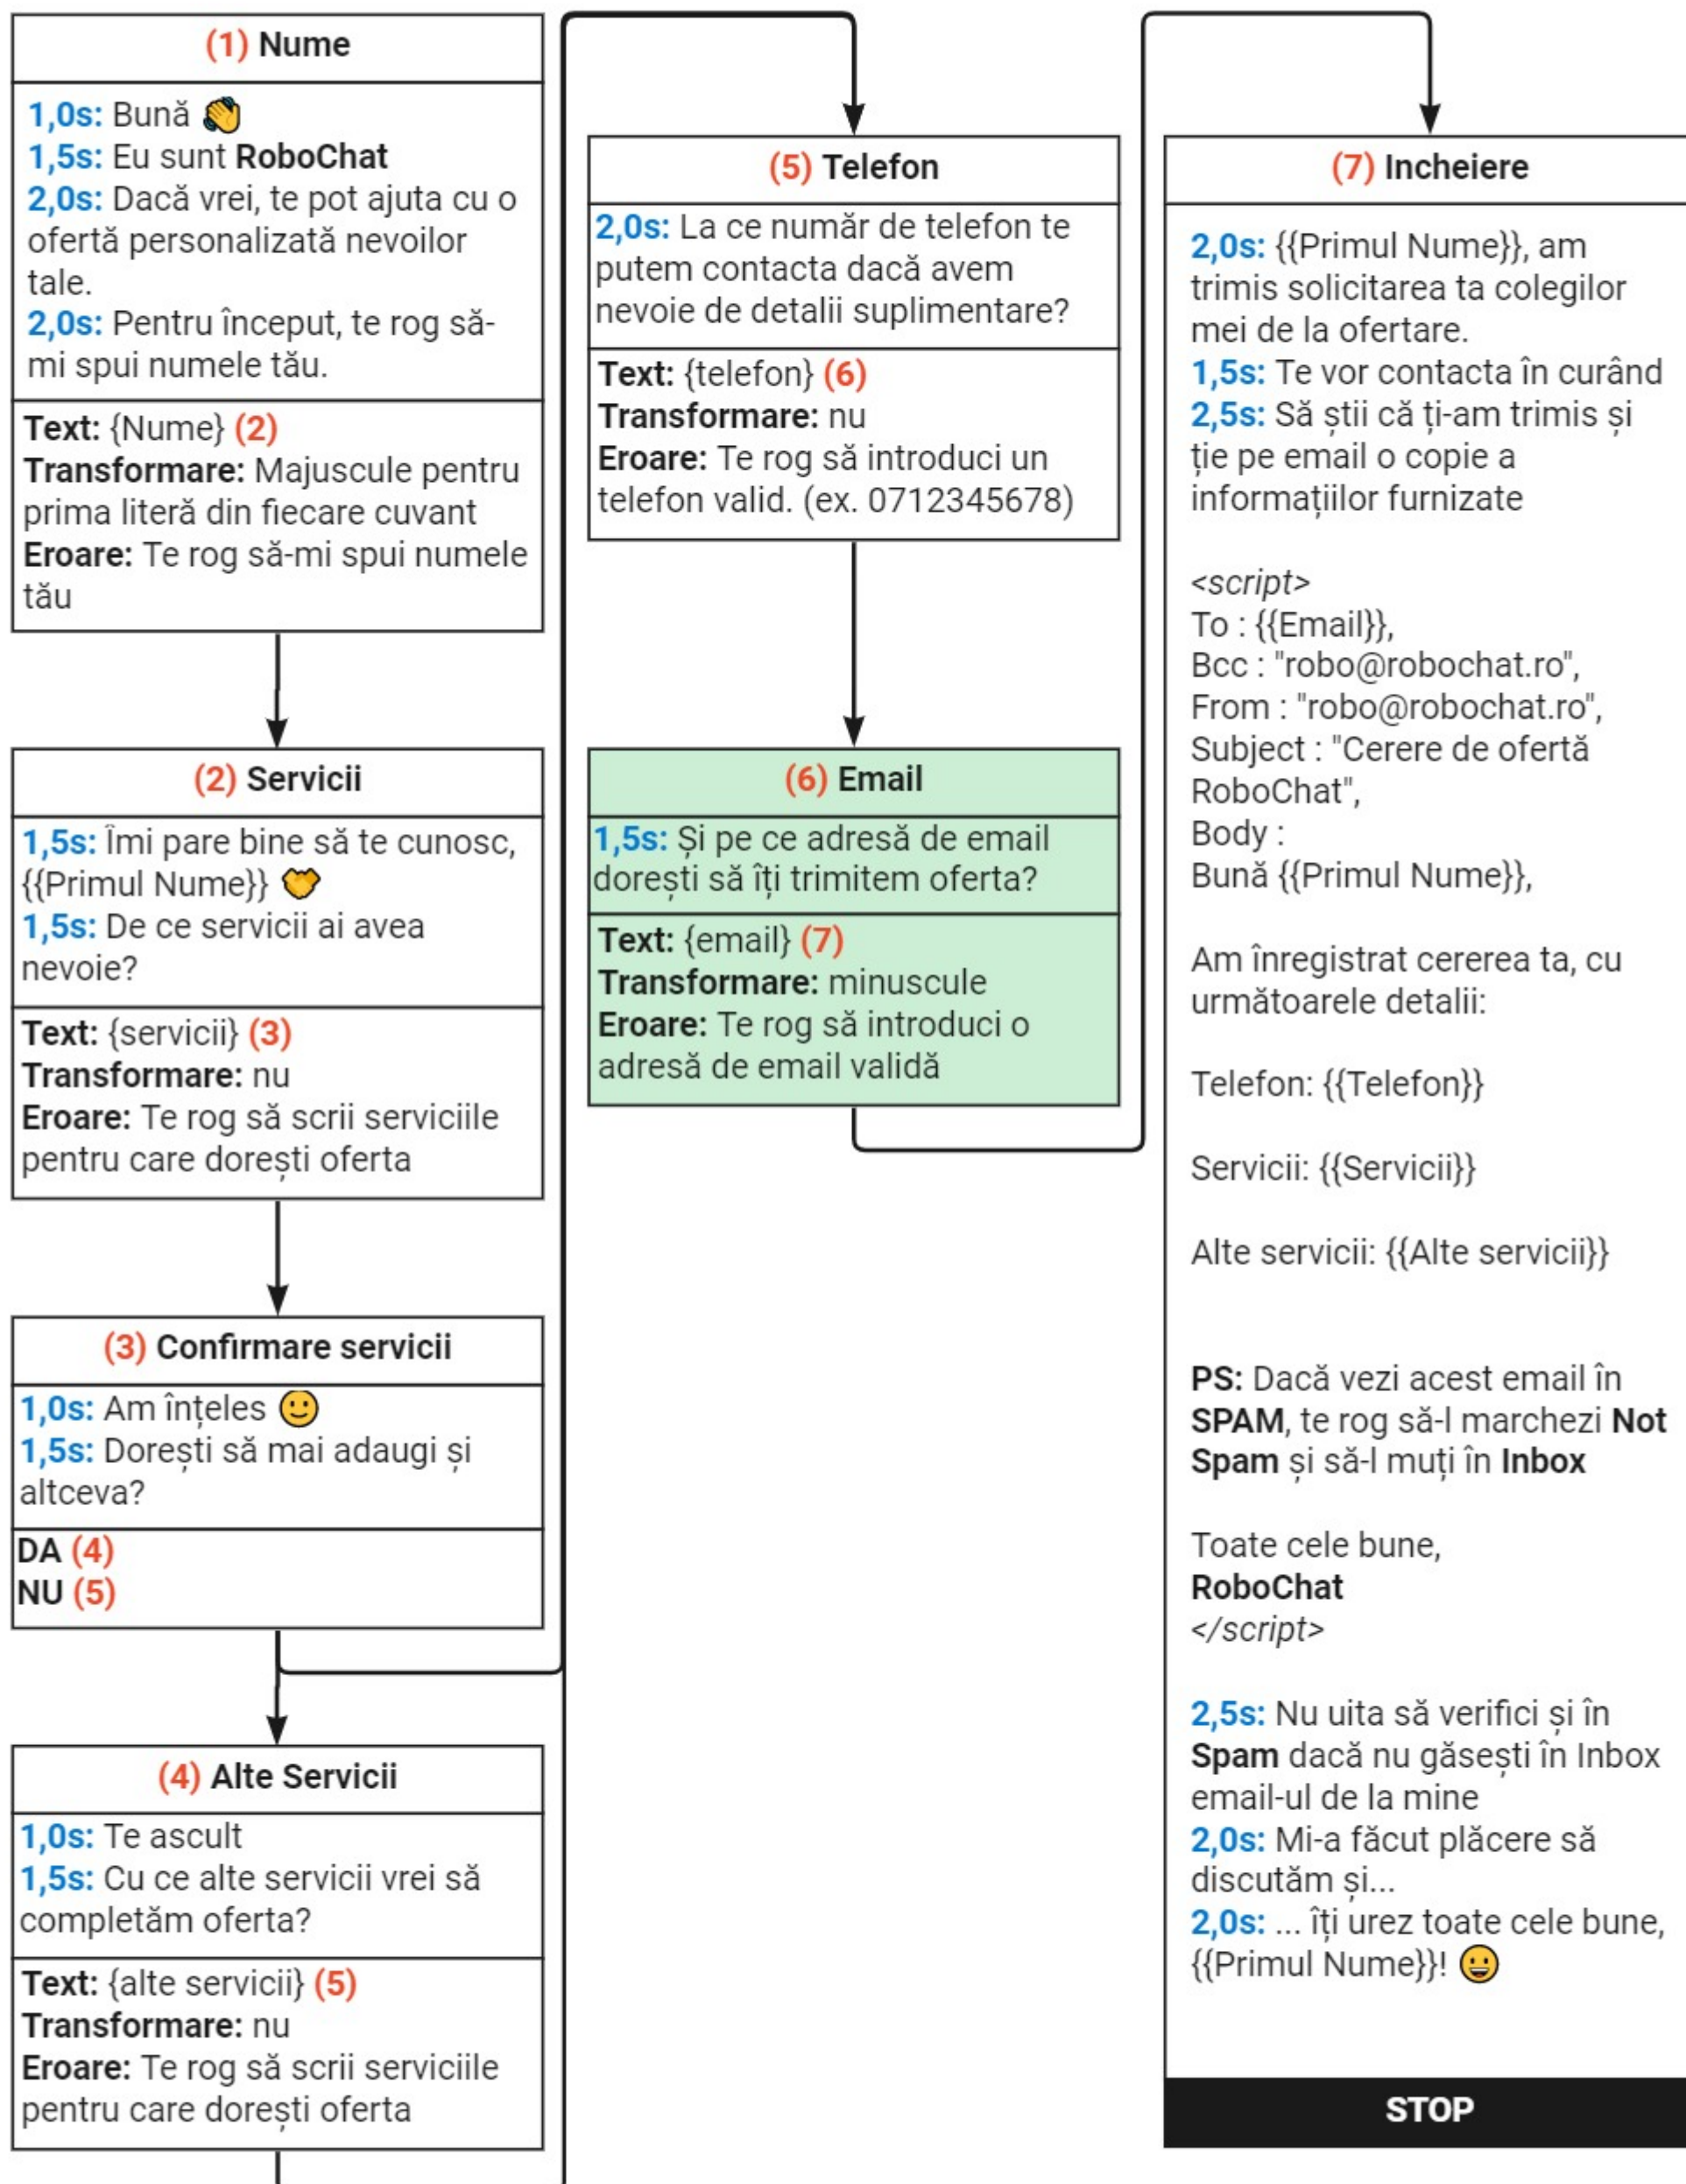 (1) Nume
1,0s: Bună 👋
1,5s: Eu sunt RoboChat
2,0s: Dacă vrei, te pot ajuta cu o
ofertă personalizată nevoilor
tale.
2,0s: Pentru început, te rog să-
mi spui numele tău.
Text: {Nume} (2)
Transformare: Majuscule pentru
prima literă din fiecare cuvant
Eroare: Te rog să-mi spui numele
tău
(2) Servicii
1,5s: Îmi pare bine să te cunosc,
{{Primul Nume}} 🤝
1,5s: De ce servicii ai avea
nevoie?
Text: {servicii} (3)
Transformare: nu
Eroare: Te rog să scrii serviciile
pentru care dorești oferta
(3) Confirmare servicii
1,0s: Am înțeles 🙂
1,5s: Dorești să mai adaugi și
altceva?
DA (4)
NU (5)
(4) Alte Servicii
1,0s: Te ascult
1,5s: Cu ce alte servicii vrei să
completăm oferta?
Text: {alte servicii} (5)
Transformare: nu
Eroare: Te rog să scrii serviciile
pentru care dorești oferta
(5) Telefon
2,0s: La ce număr de telefon te
putem contacta dacă avem
nevoie de detalii suplimentare?
Text: {telefon} (6)
Transformare: nu
Eroare: Te rog să introduci un
telefon valid. (ex. 0712345678)
(6) Email
1,5s: Și pe ce adresă de email
dorești să îți trimitem oferta?
Text: {email} (7)
Transformare: minuscule
Eroare: Te rog să introduci o
adresă de email validă
(7) Incheiere
2,0s: {{Primul Nume}}, am
trimis solicitarea ta colegilor
mei de la ofertare.
1,5s: Te vor contacta în curând
2,5s: Să știi că ți-am trimis și
ție pe email o copie a
informațiilor furnizate
<script>
To : {{Email}},
Bcc : "robo@robochat.ro",
From : "robo@robochat.ro",
Subject : "Cerere de ofertă
RoboChat",
Body :
Bună {{Primul Nume}},
Am înregistrat cererea ta, cu
următoarele detalii:
Telefon: {{Telefon}}
Servicii: {{Servicii}}
Alte servicii: {{Alte servicii}}
PS: Dacă vezi acest email în
SPAM, te rog să-l marchezi Not
Spam și să-l muți în Inbox
Toate cele bune,
RoboChat
</script>
2,5s: Nu uita să verifici și în
Spam dacă nu găsești în Inbox
email-ul de la mine
2,0s: Mi-a făcut plăcere să
discutăm și...
2,0s: ... îți urez toate cele bune,
{{Primul Nume}}! 😀
STOP